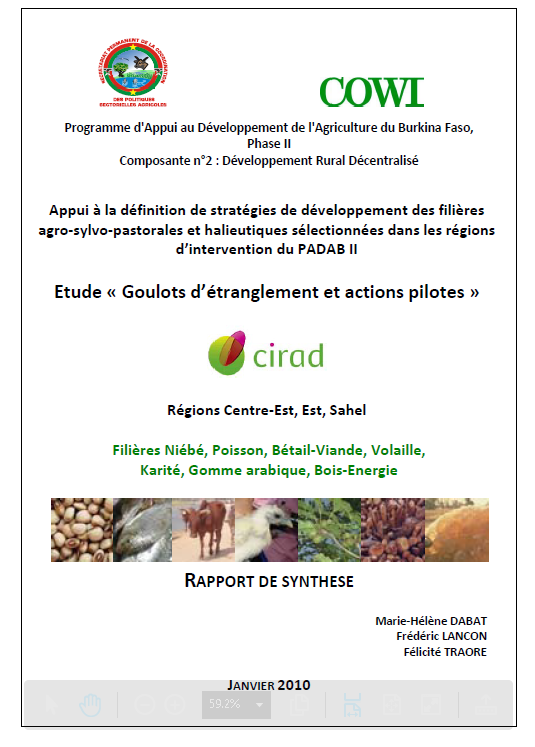 SECRETARIAT PERMANENT DE LA COORDINATION
DES POLITIQUES
SECTORIELLES AGRICOLES
COWI
Programme d'Appui au Développement de l'Agriculture du Burkina Faso,
Phase II
Composante n°2 : Développement Rural Décentralisé
Appui à la définition de stratégies de développement des filières
agro-sylvo-pastorales et halieutiques sélectionnées dans les régions
d'intervention du PADAB II
Etude « Goulots d'étranglement et actions pilotes »
cirad
Régions Centre-Est, Est, Sahel
Filières Niébé, Poisson, Bétail-Viande, Volaille,
Karité, Gomme arabique, Bois-Energie
RAPPORT DE SYNTHESE
Marie-Hélène DABAT
Frédéric LANCON
Félicité TRAORE
JANVIER 2010
59.2%